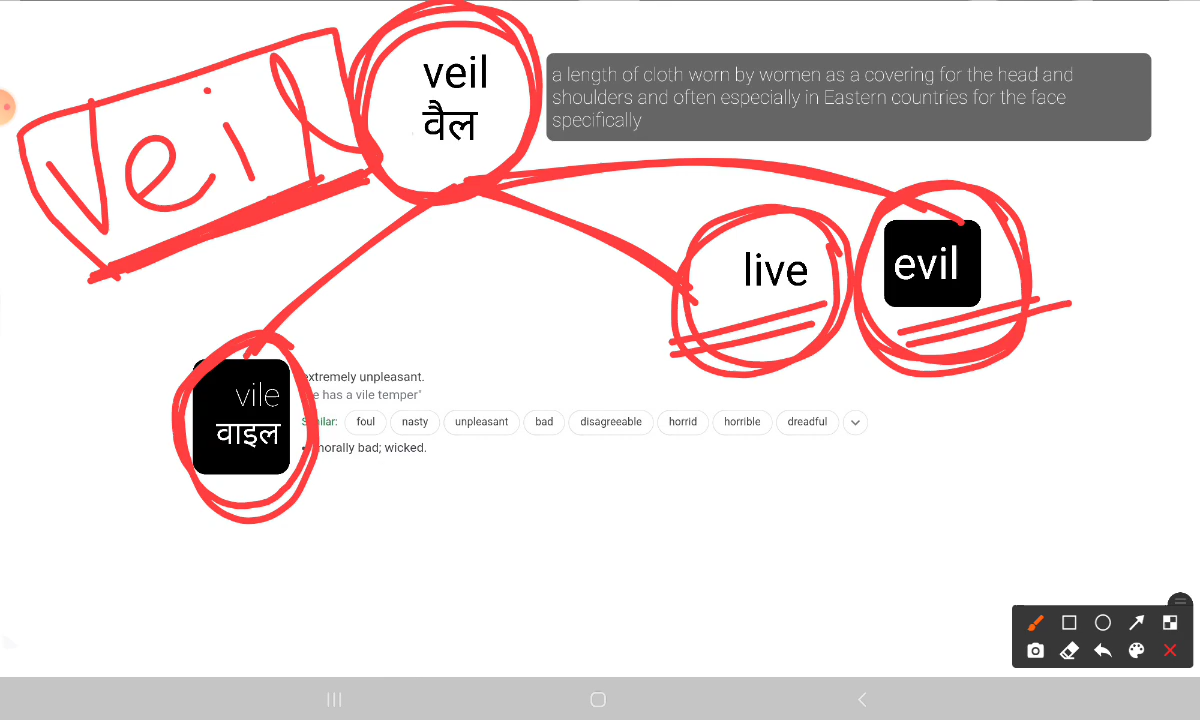 veil
वैल
a length of cloth worn by women as a covering for the head and
shoulders and often especially in Eastern countries for the face
specifically
Veil
live
evil
vile
वाइल
extremely unpleasant.
has a vile temper"
Similar: foul nasty unpleasant bad disagreeable horrid horrible dreadful
morally bad; wicked.